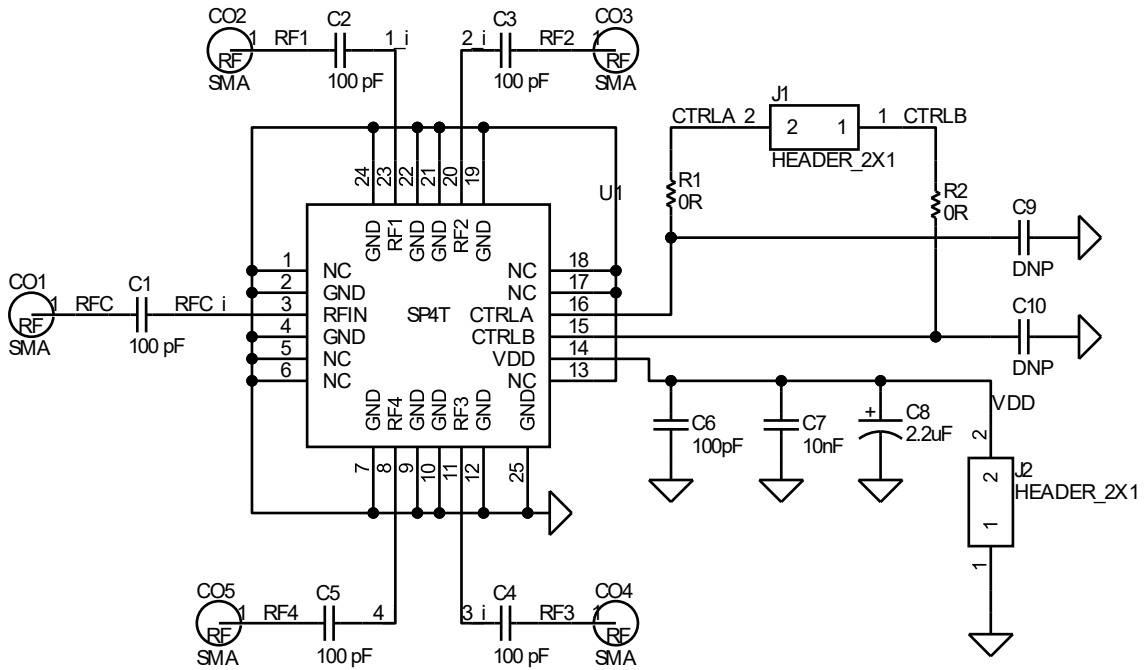 CO2
1
RF1
RF
SMA
C2
100 pF
1_i
C3
2_i
100 pF
RF2
CO3
1
RF
SMA
J1
CTRLA
2
2
1
1
CTRLB
HEADER_2X1
R1
0R
R2
0R
C9
DNP
C10
DNP
24
23
22
21
20
19
U1
GND
RF1
GND
GND
RF2
GND
1
NC
2
GND
3
RFIN
4
GND
5
NC
6
NC
SP4T
NC
18
NC
17
CTRLA
16
CTRLB
15
VDD
14
NC
13
CO1
1
RF
SMA
RFC
C1
100 pF
RFC_i
GND
RF4
GND
GND
RF3
GND
GND
7
8
9
10
11
12
25
C6
100pF
C7
10nF
+
C8
2.2uF
VDD
2
2
J2
HEADER_2X1
1
1
CO5
1
RF
SMA
RF4
C5
100 pF
4
3_i
C4
100 pF
RF3
CO4
1
RF
SMA